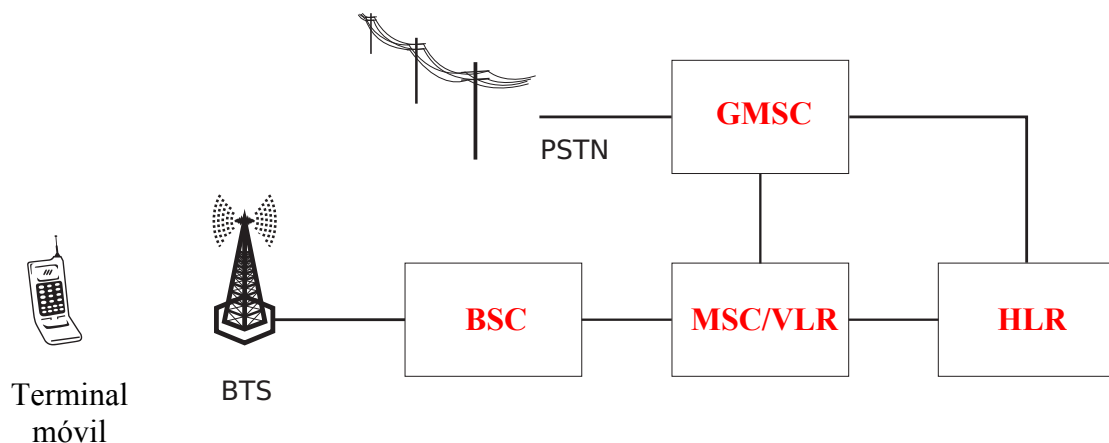 GMSC
PSTN
BSC
MSC/VLR
HLR
BTS
Terminal
móvil